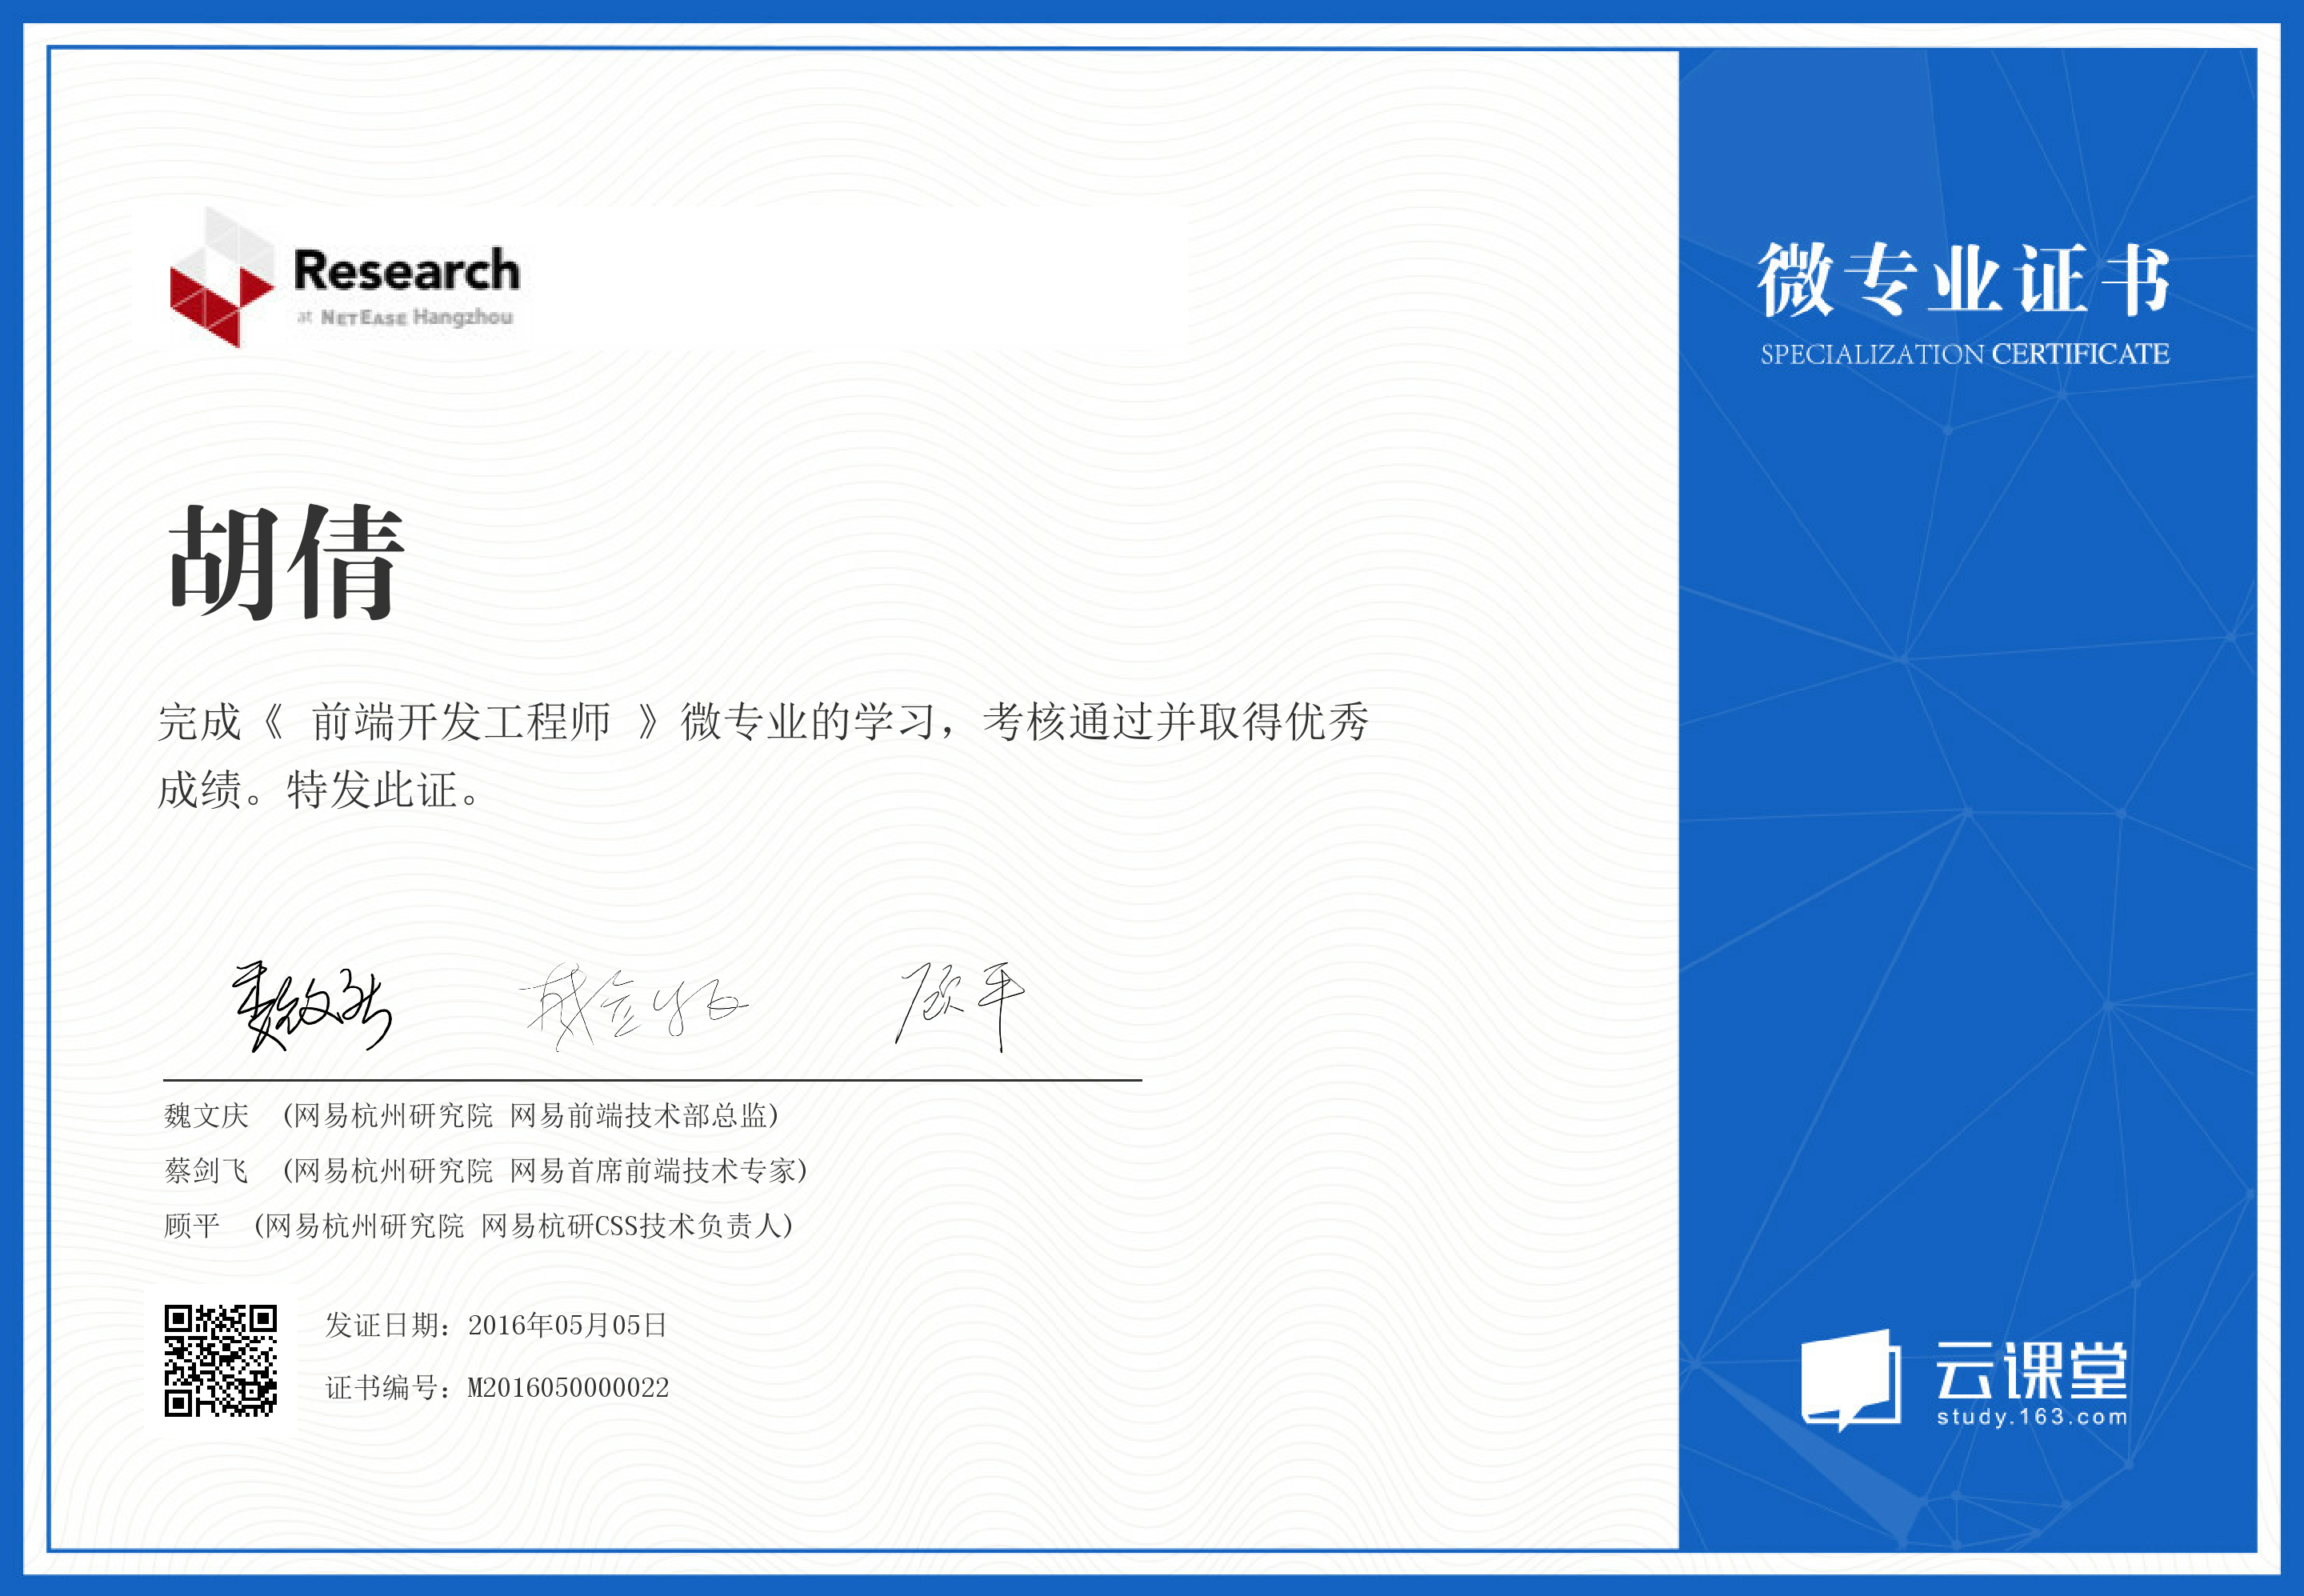 Research
at NetEase Hangzhou
微专业证书
SPECIALIZATION CERTIFICATE
胡倩
完成《 前端开发工程师 》微专业的学习，考核通过并取得优秀
成绩。特发此证。
顾平
魏文庆 （网易杭州研究院 网易前端技术部总监）
蔡剑飞 （网易杭州研究院 网易首席前端技术专家）
顾平 （网易杭州研究院 网易杭研CSS技术负责人）
发证日期：2016年05月05日
证书编号：M2016050000022
云课堂
study.163.com